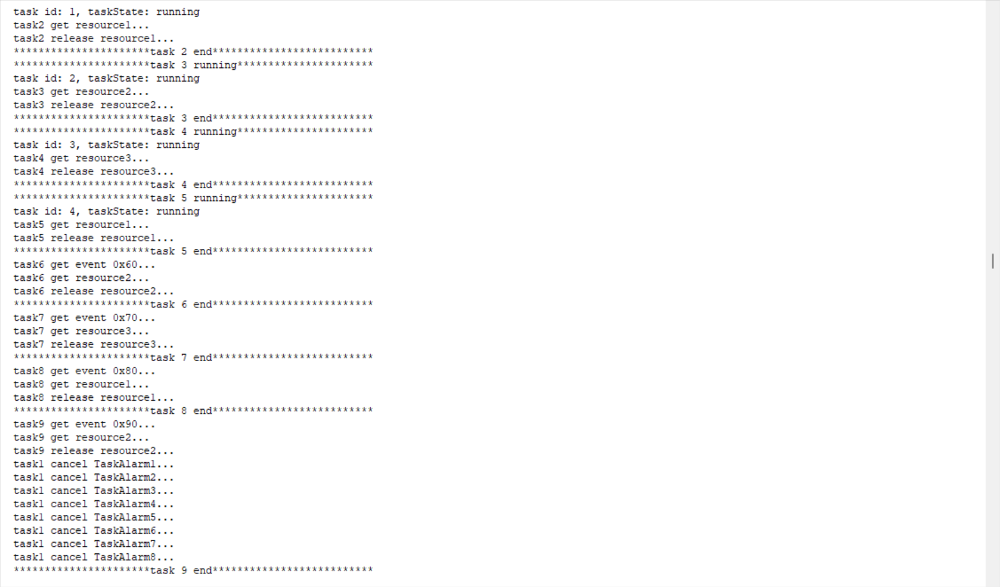 task id: 1, taskState: running
task2 get resource1...
task2 release resource1...
**********************task 2 end**************************
**********************task 3 running**********************
task id: 2, taskState: running
task3 get resource2...
task3 release resource2...
**********************task 3 end**************************
**********************task 4 running**********************
task id: 3, taskState: running
task4 get resource3...
task4 release resource3...
**********************task 4 end**************************
**********************task 5 running**********************
task id: 4, taskState: running
task5 get resource1...
task5 release resource1...
**********************task 5 end**************************
task6 get event 0x60...
task6 get resource2...
task6 release resource2...
**********************task 6 end**************************
task7 get event 0x70...
task7 get resource3...
task7 release resource3...
**********************task 7 end**************************
task8 get event 0x80...
task8 get resource1...
task8 release resource1...
**********************task 8 end**************************
task9 get event 0x90...
task9 get resource2...
task9 release resource2...
task1 cancel TaskAlarm1...
task1 cancel TaskAlarm2...
task1 cancel TaskAlarm3...
task1 cancel TaskAlarm4...
task1 cancel TaskAlarm5...
task1 cancel TaskAlarm6...
task1 cancel TaskAlarm7...
task1 cancel TaskAlarm8...
**********************task 9 end**************************